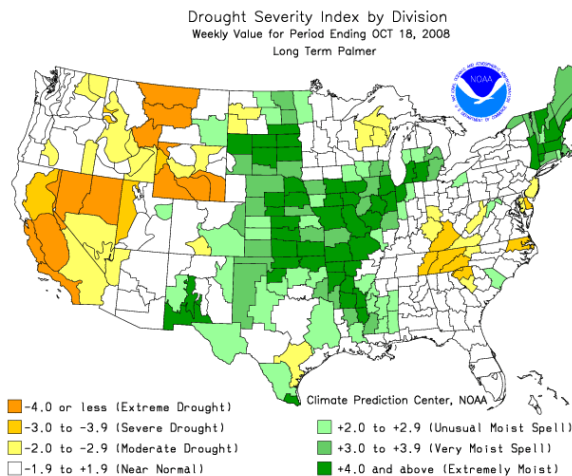 Drought Severity Index by Division
Weekly Value for Period Ending OCT 18, 2008
Long Term Palmer
NOAA
Climate Prediction Center, NOAA
-4.0 or less (Extreme Drought)
-3.0 to -3.9 (Severe Drought)
-2.0 to -2.9 (Moderate Drought)
-1.9 to +1.9 (Near Normal)
+2.0 to +2.9 (Unusual Moist Spell)
+3.0 to +3.9 (Very Moist Spell)
+4.0 and above (Extremely Moist)